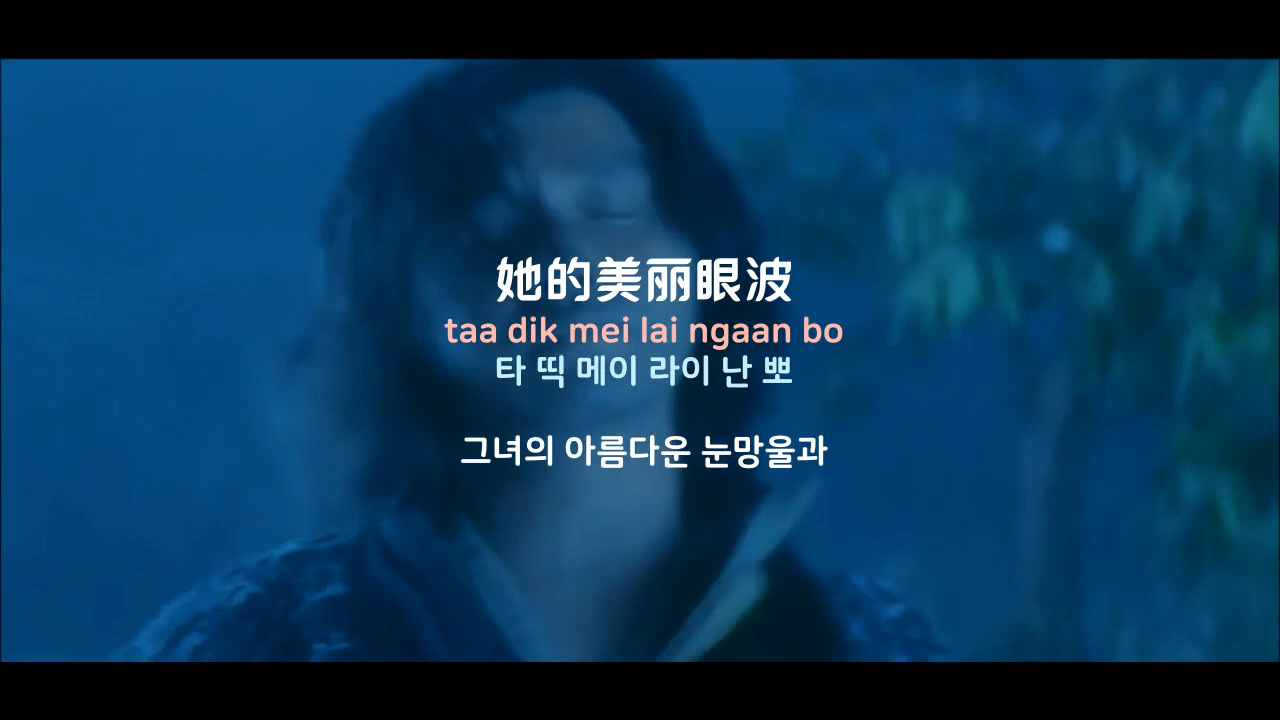 她的美丽眼波
taa dik mei lai ngaan bo
타 띡 메이 라이 난 뽀
그녀의 아름다운 눈망울과